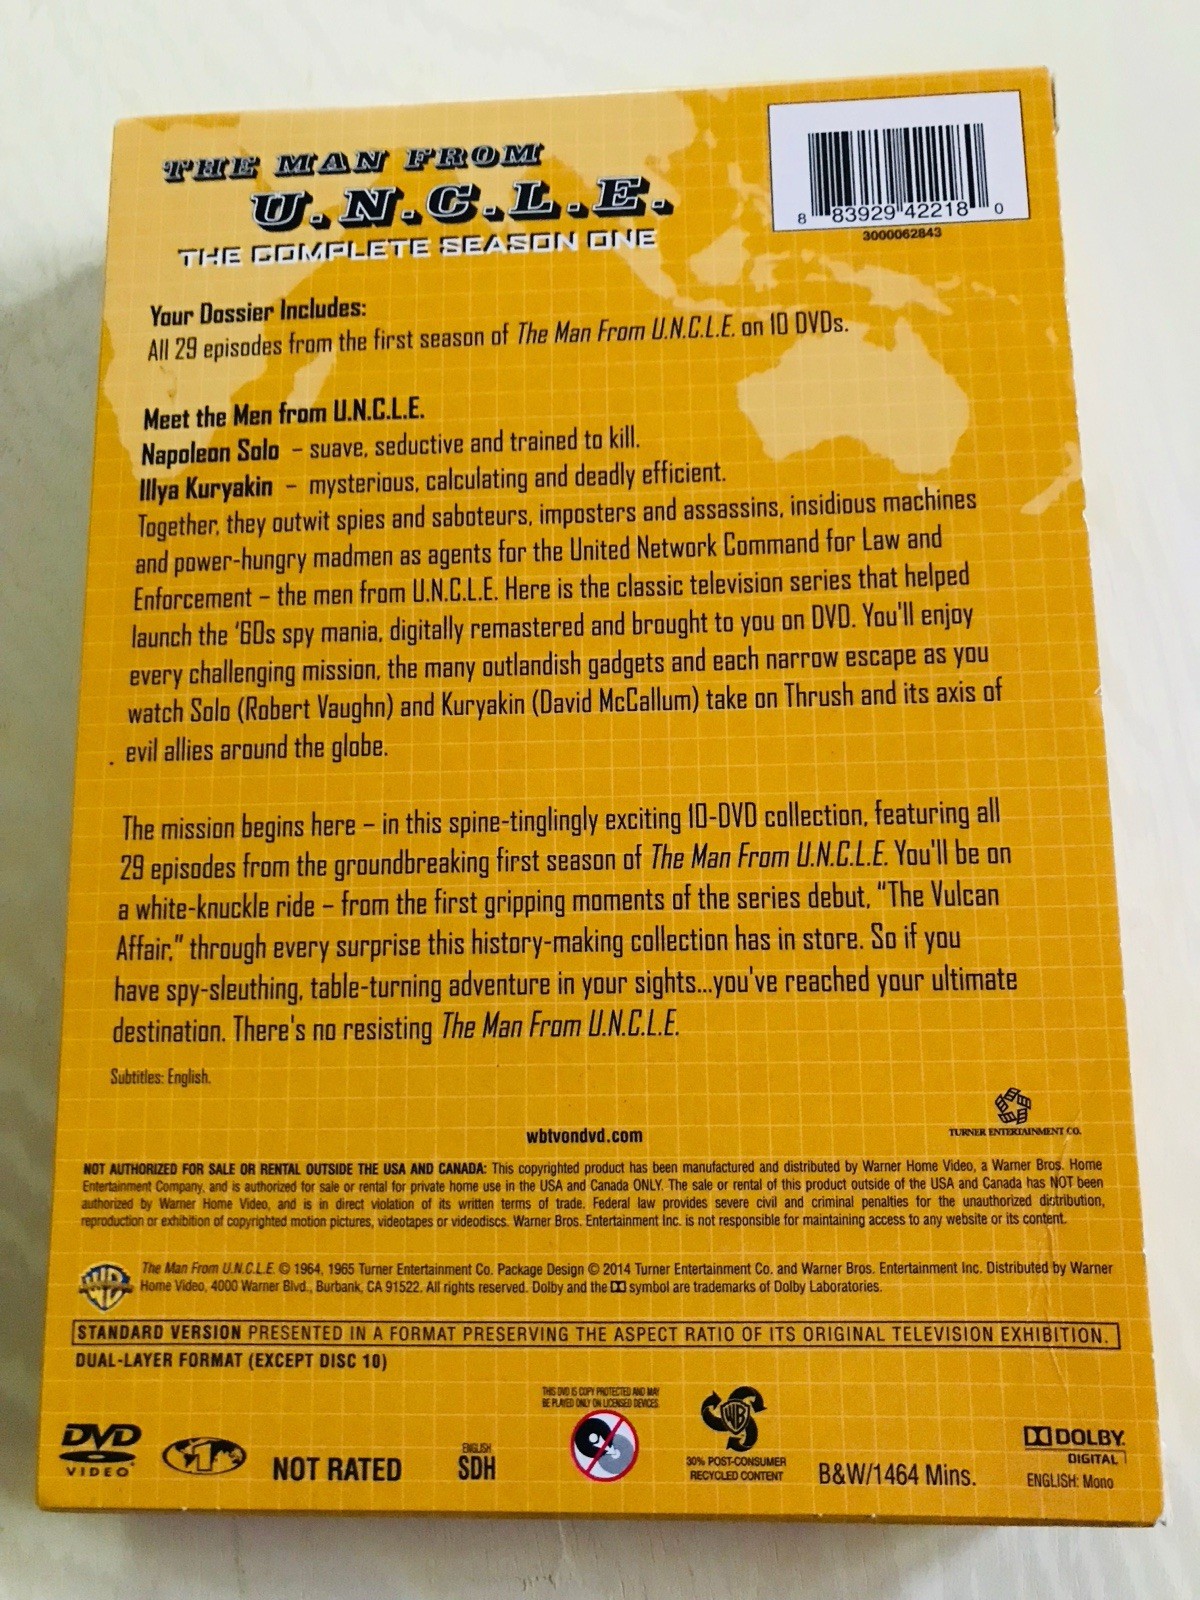 THE MAN FROM
U.N.C.L.E.
THE COMPLETE SEASON ONE
8 83929 42218 0
3000062843
Your Dossier Includes:
All 29 episodes from the first season of The Man From U.N.C.L.E. on 10 DVDs.
Meet the Men from U.N.C.L.E.
Napoleon Solo – suave, seductive and trained to kill.
Illya Kuryakin – mysterious, calculating and deadly efficient.
Together, they outwit spies and saboteurs, imposters and assassins, insidious machines
and power-hungry madmen as agents for the United Network Command for Law and
Enforcement – the men from U.N.C.L.E. Here is the classic television series that helped
launch the '60s spy mania, digitally remastered and brought to you on DVD. You'll enjoy
every challenging mission, the many outlandish gadgets and each narrow escape as you
watch Solo (Robert Vaughn) and Kuryakin (David McCallum) take on Thrush and its axis of
evil allies around the globe.
The mission begins here – in this spine-tinglingly exciting 10-DVD collection, featuring all
29 episodes from the groundbreaking first season of The Man From U.N.C.L.E. You'll be on
a white-knuckle ride – from the first gripping moments of the series debut, "The Vulcan
Affair," through every surprise this history-making collection has in store. So if you
have spy-sleuthing, table-turning adventure in your sights...you've reached your ultimate
destination. There's no resisting The Man From U.N.C.L.E.
Subtitles: English.
TURNER ENTERTAINMENT CO.
wbtvondvd.com
NOT AUTHORIZED FOR SALE OR RENTAL OUTSIDE THE USA AND CANADA: This copyrighted product has been manufactured and distributed by Warner Home Video, a Warner Bros. Home
Entertainment Company, and is authorized for sale or rental for private home use in the USA and Canada ONLY. The sale or rental of this product outside of the USA and Canada has NOT been
authorized by Warner Home Video, and is in direct violation of its written terms of trade. Federal law provides severe civil and criminal penalties for the unauthorized distribution,
reproduction or exhibition of copyrighted motion pictures, videotapes or videodiscs. Warner Bros. Entertainment Inc. is not responsible for maintaining access to any website or its content.
WB
The Man From U.N.C.L.E. © 1964, 1965 Turner Entertainment Co. Package Design © 2014 Turner Entertainment Co. and Warner Bros. Entertainment Inc. Distributed by Warner
Home Video, 4000 Warner Blvd., Burbank, CA 91522. All rights reserved. Dolby and the DD symbol are trademarks of Dolby Laboratories.
STANDARD VERSION PRESENTED IN A FORMAT PRESERVING THE ASPECT RATIO OF ITS ORIGINAL TELEVISION EXHIBITION.
DUAL-LAYER FORMAT (EXCEPT DISC 10)
DVD
VIDEO
1
NOT RATED
ENGLISH
SDH
THIS DVD IS COPY PROTECTED AND MAY
BE PLAYED ONLY ON LICENSED DEVICES.
WB
30% POST-CONSUMER
RECYCLED CONTENT
B&W/1464 Mins.
DOLBY
DIGITAL
ENGLISH: Mono